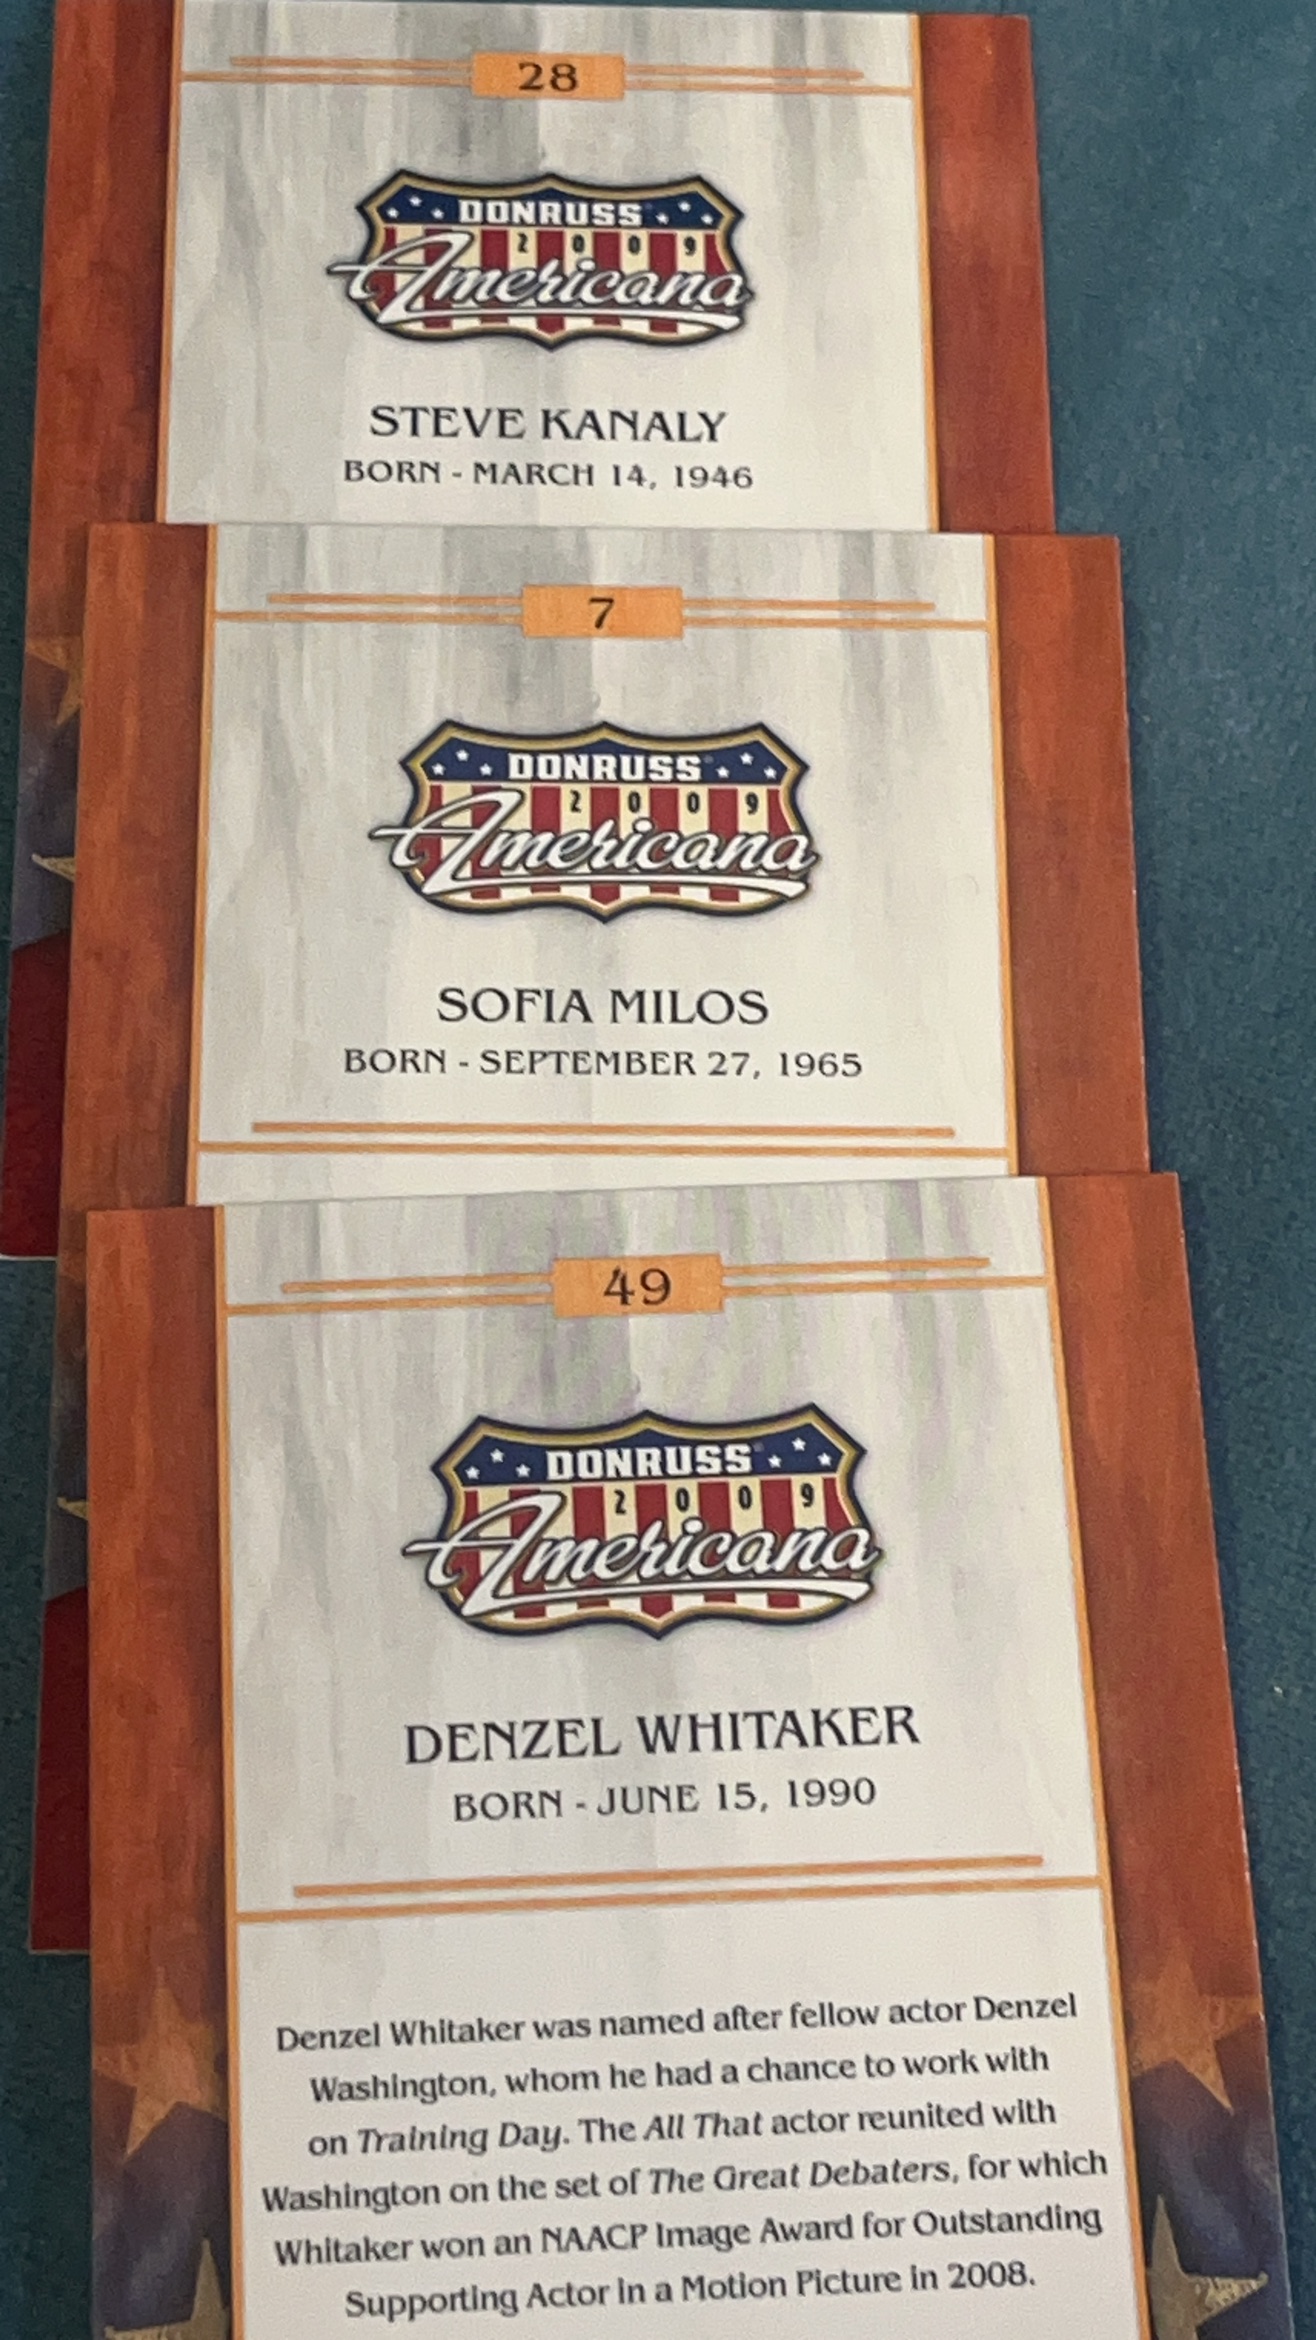 28
DONRUSS
2009
Americana
STEVE KANALY
BORN - MARCH 14, 1946
7
DONRUSS
2009
Americana
SOFIA MILOS
BORN - SEPTEMBER 27, 1965
49
DONRUSS
2009
Americana
DENZEL WHITAKER
BORN - JUNE 15, 1990
Denzel Whitaker was named after fellow actor Denzel
Washington, whom he had a chance to work with
on Training Day. The All That actor reunited with
Washington on the set of The Great Debaters, for which
Whitaker won an NAACP Image Award for Outstanding
Supporting Actor in a Motion Picture in 2008.